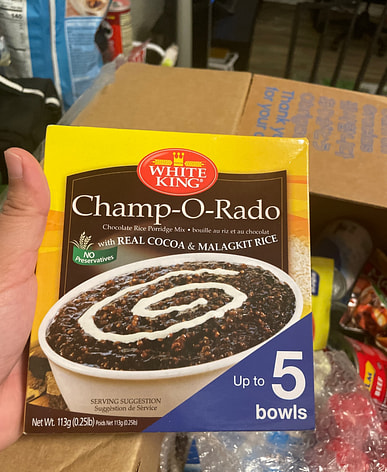 WHITE
KING®
Champ-O-Rado
Chocolate Rice Porridge Mix • bouille au riz et au chocolat
with REAL COCOA & MALAGKIT RICE
NO
Preservatives
SERVING SUGGESTION
Suggestion de Service
Net Wt. 113g (0.25lb) Poids Net 113g (0.25lb)
Up to 5
bowls
Thank you
for your